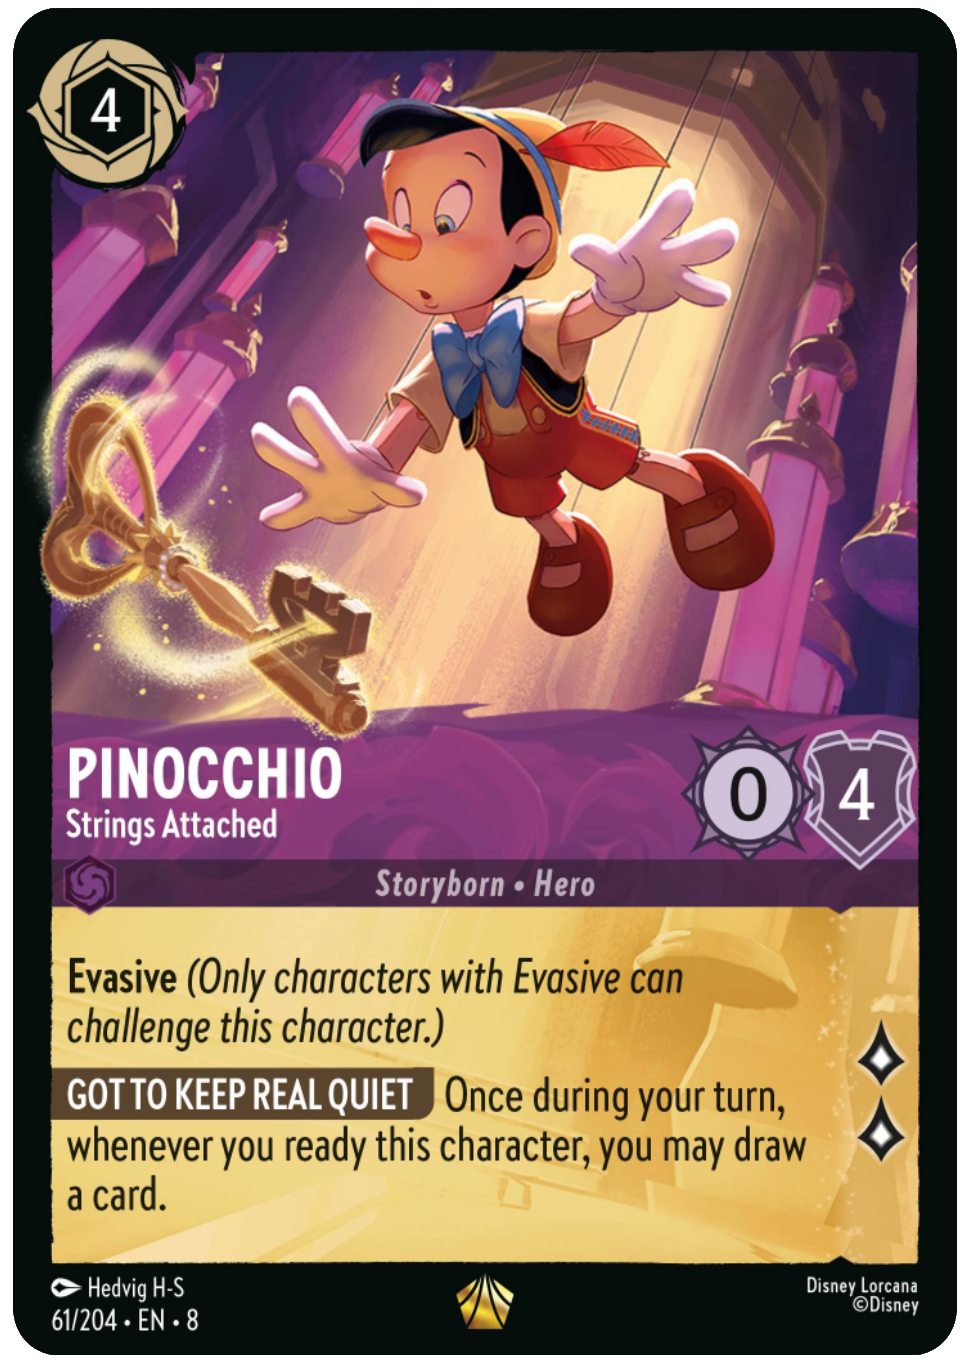 4
PINOCCHIO
Strings Attached
0
4
Storyborn • Hero
Evasive (Only characters with Evasive can
challenge this character.)
GOT TO KEEP REAL QUIET Once during your turn,
whenever you ready this character, you may draw
a card.
Hedvig H-S
61/204 • EN • 8
Disney Lorcana
©Disney